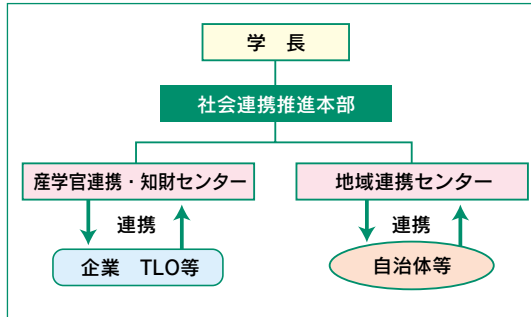 学　長
社会連携推進本部
産学官連携・知財センター
地域連携センター
連携
連携
企業　TLO等
自治体等